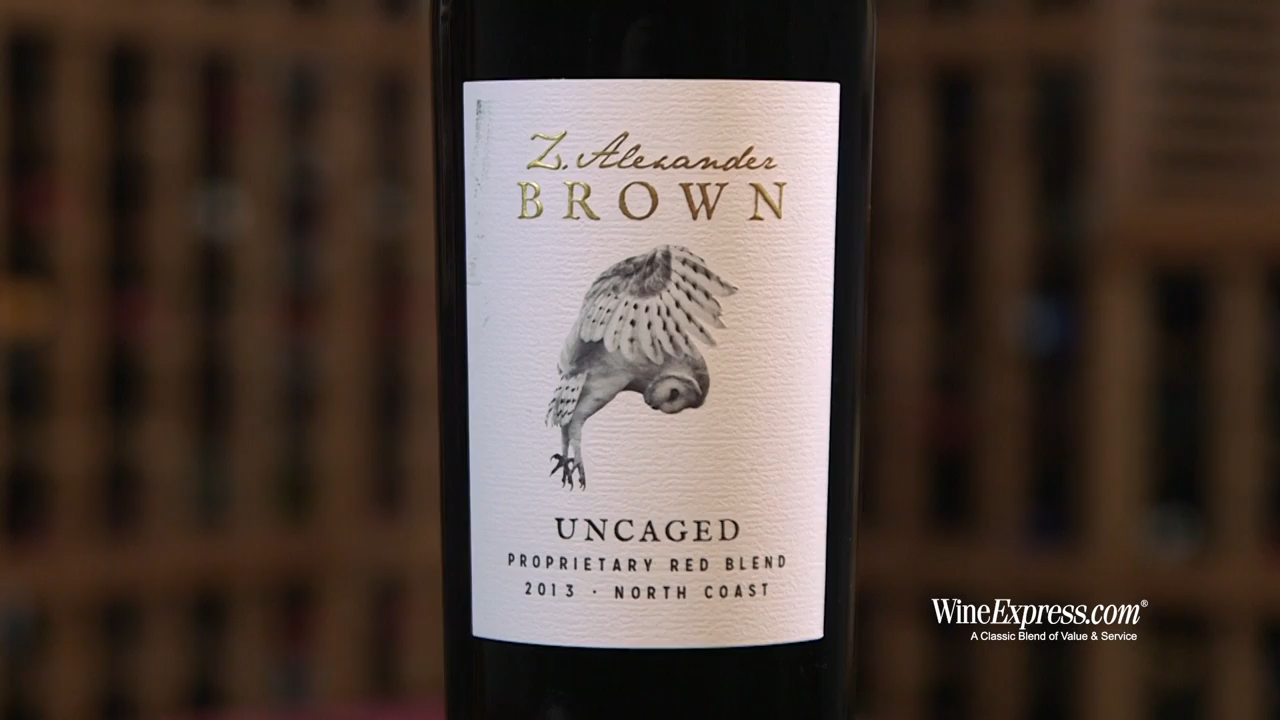 Z. Alexander
BROWN
UNCAGED
PROPRIETARY RED BLEND
2013 · NORTH COAST
WineExpress.com®
A Classic Blend of Value & Service